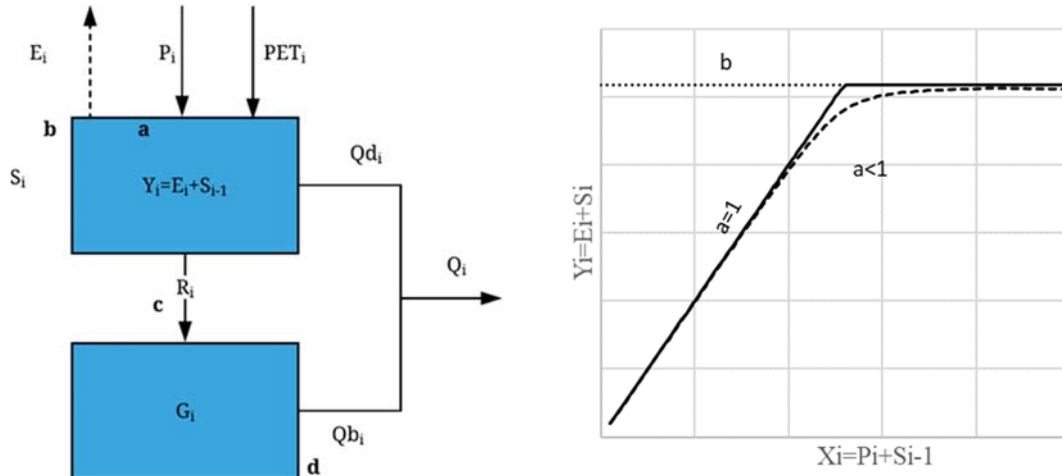 Eᵢ
Pᵢ
PETᵢ
b
a
Sᵢ
Yᵢ=Eᵢ+Sᵢ₋₁
Qdᵢ
Qᵢ
Rᵢ
c
Gᵢ
Qbᵢ
d
b
a<1
a=1
Yi=Ei+Si
Xi=Pi+Si-1